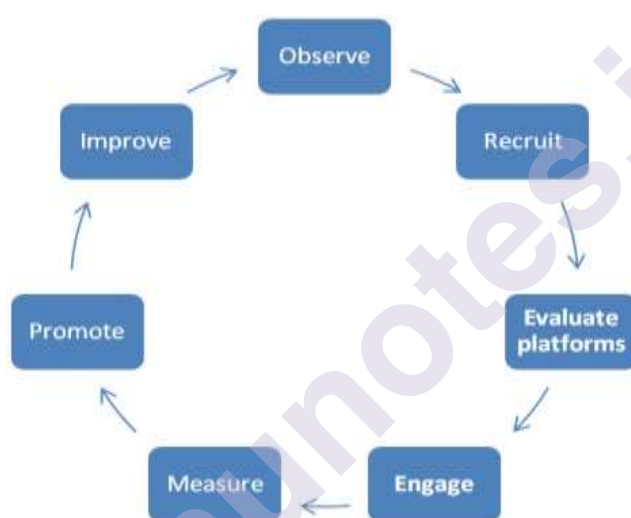 Observe
Recruit
Evaluate
platforms
Engage
Measure
Promote
Improve